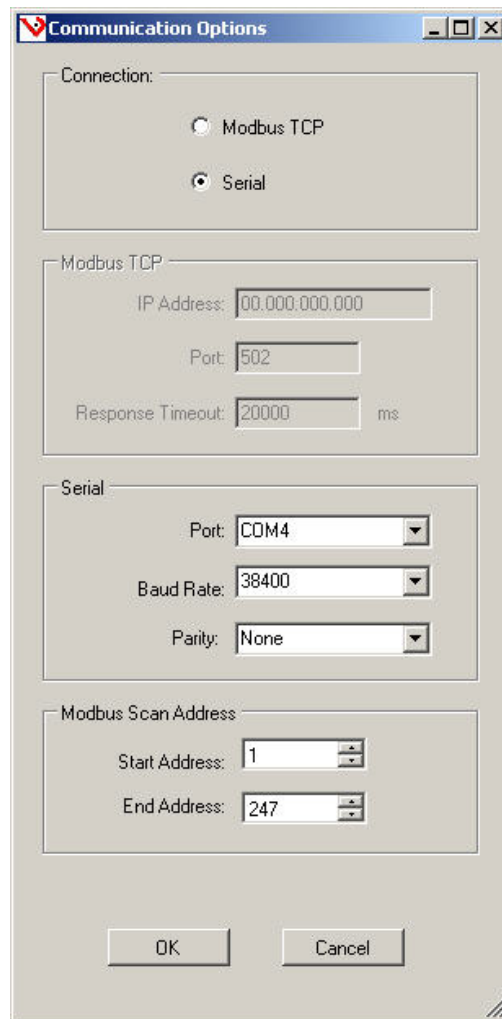 Communication Options
Connection:
Modbus TCP
Serial
Modbus TCP
IP Address: 00.000.000.000
Port: 502
Response Timeout: 20000 ms
Serial
Port: COM4
Baud Rate: 38400
Parity: None
Modbus Scan Address
Start Address: 1
End Address: 247
OK Cancel